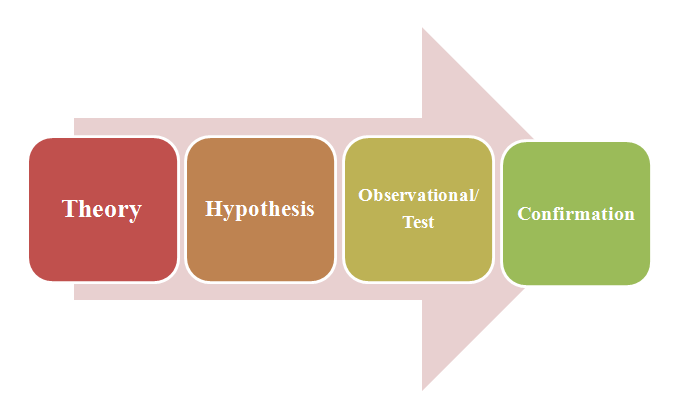 Theory
Hypothesis
Observational/
Test
Confirmation